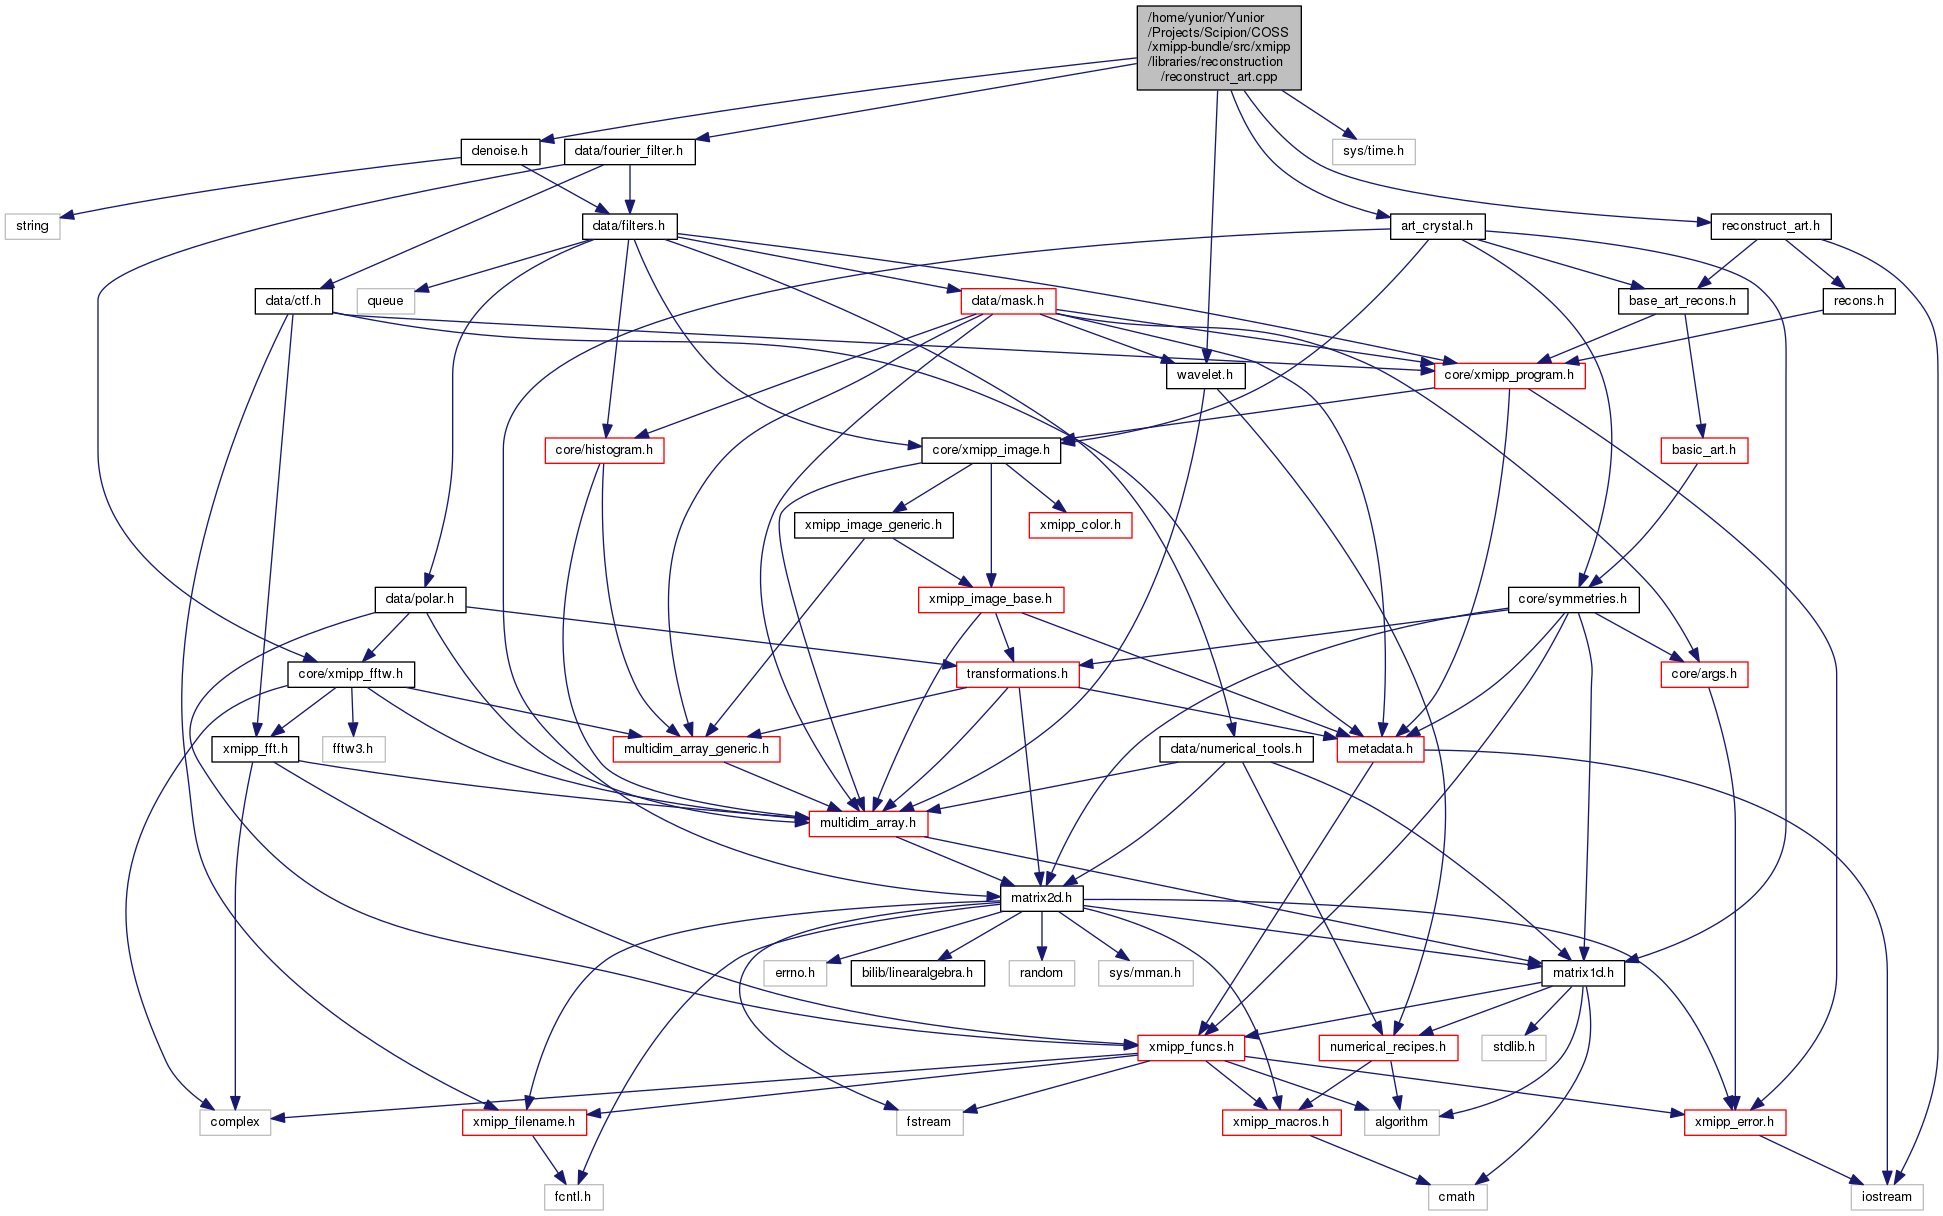 /home/yunior/Yunior
/Projects/Scipion/COSS
/xmipp-bundle/src/xmipp
/libraries/reconstruction
/reconstruct_art.cpp
denoise.h
data/fourier_filter.h
sys/time.h
string
data/filters.h
art_crystal.h
reconstruct_art.h
data/ctf.h
queue
data/mask.h
base_art_recons.h
recons.h
wavelet.h
core/xmipp_program.h
core/histogram.h
core/xmipp_image.h
basic_art.h
xmipp_image_generic.h
xmipp_color.h
data/polar.h
xmipp_image_base.h
core/symmetries.h
core/xmipp_fftw.h
transformations.h
core/args.h
xmipp_fft.h
fftw3.h
multidim_array_generic.h
data/numerical_tools.h
metadata.h
multidim_array.h
matrix2d.h
errno.h
bilib/linearalgebra.h
random
sys/mman.h
matrix1d.h
xmipp_funcs.h
numerical_recipes.h
stdlib.h
complex
xmipp_filename.h
fstream
xmipp_macros.h
algorithm
xmipp_error.h
fcntl.h
cmath
iostream